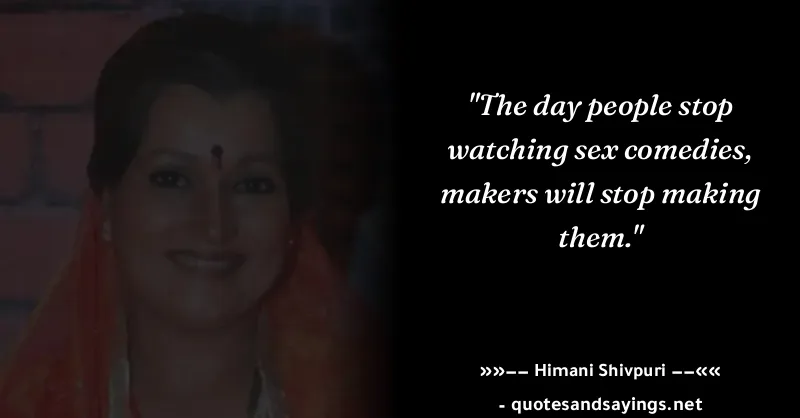 "The day people stop
watching sex comedies,
makers will stop making
them."
»»–– Himani Shivpuri ––««
- quotesandsayings.net